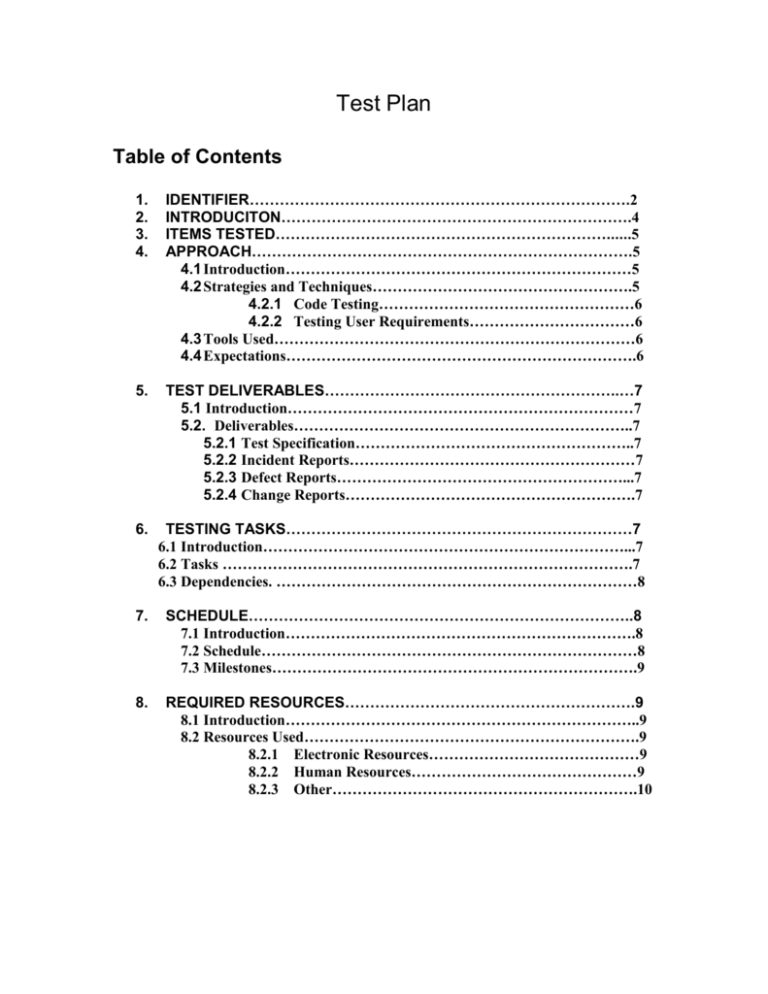 Test Plan
Table of Contents
1. IDENTIFIER………………………………………………………………….2
2. INTRODUCITON…………………………………………………………….4
3. ITEMS TESTED…………………………………………………………......5
4. APPROACH………………………………………………………………….5
4.1 Introduction……………………………………………………………5
4.2 Strategies and Techniques…………………………………………….5
4.2.1 Code Testing……………………………………………6
4.2.2 Testing User Requirements……………………………6
4.3 Tools Used………………………………………………………………6
4.4 Expectations…………………………………………………………….6
5. TEST DELIVERABLES…………………………………………………..…7
5.1 Introduction……………………………………………………………7
5.2. Deliverables…………………………………………………………..7
5.2.1 Test Specification………………………………………………..7
5.2.2 Incident Reports…………………………………………………7
5.2.3 Defect Reports…………………………………………………...7
5.2.4 Change Reports………………………………………………….7
6. TESTING TASKS……………………………………………………………7
6.1 Introduction………………………………………………………………...7
6.2 Tasks ……………………………………………………………………….7
6.3 Dependencies. ………………………………………………………………8
7. SCHEDULE………………………………………………………………….8
7.1 Introduction…………………………………………………………….8
7.2 Schedule…………………………………………………………………8
7.3 Milestones……………………………………………………………….9
8. REQUIRED RESOURCES………………………………………………….9
8.1 Introduction…………………………………………………………….9
8.2 Resources Used………………………………………………………….9
8.2.1 Electronic Resources……………………………………9
8.2.2 Human Resources………………………………………9
8.2.3 Other…………………………………………………….10